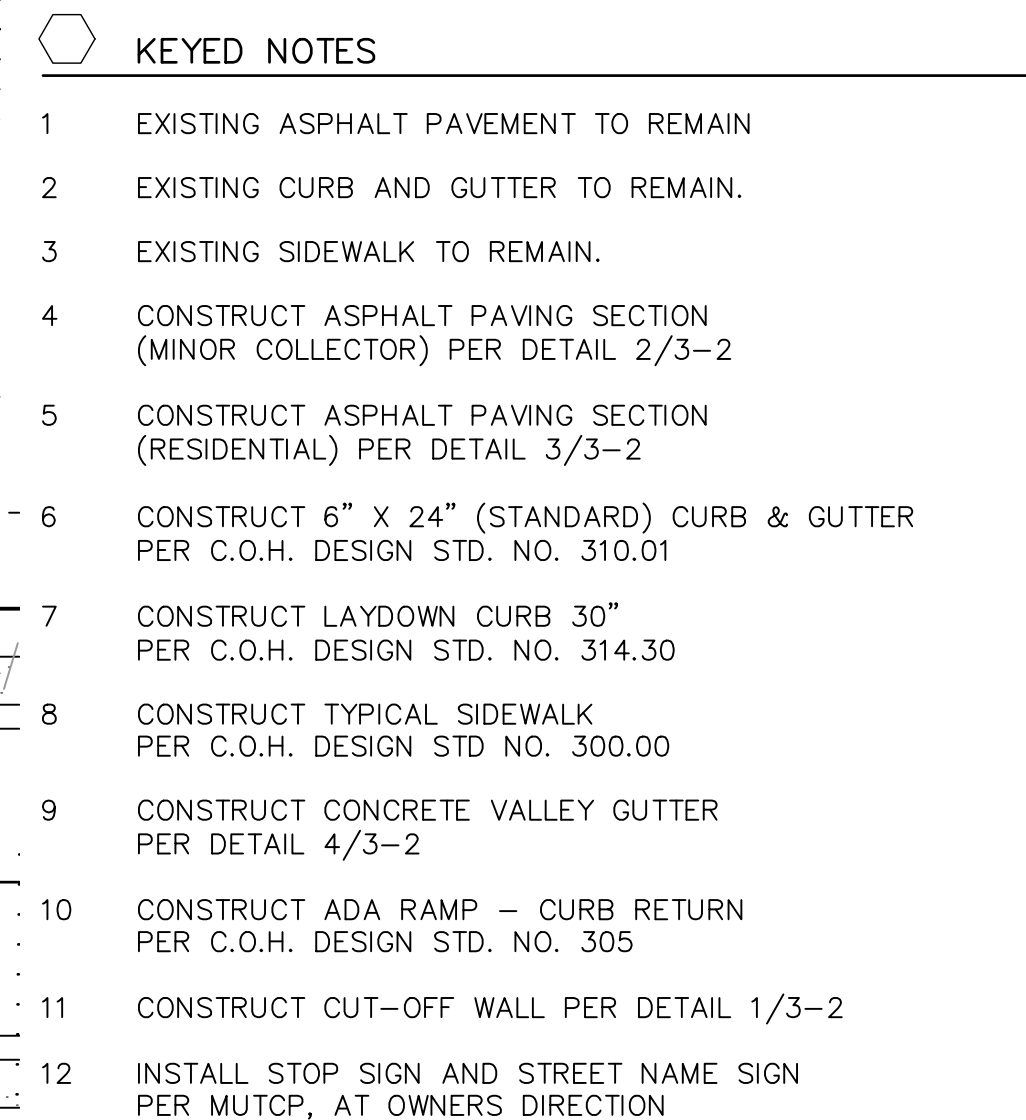 KEYED NOTES
1 EXISTING ASPHALT PAVEMENT TO REMAIN
2 EXISTING CURB AND GUTTER TO REMAIN.
3 EXISTING SIDEWALK TO REMAIN.
4 CONSTRUCT ASPHALT PAVING SECTION
(MINOR COLLECTOR) PER DETAIL 2/3-2
5 CONSTRUCT ASPHALT PAVING SECTION
(RESIDENTIAL) PER DETAIL 3/3-2
6 CONSTRUCT 6” X 24” (STANDARD) CURB & GUTTER
PER C.O.H. DESIGN STD. NO. 310.01
7 CONSTRUCT LAYDOWN CURB 30”
PER C.O.H. DESIGN STD. NO. 314.30
8 CONSTRUCT TYPICAL SIDEWALK
PER C.O.H. DESIGN STD NO. 300.00
9 CONSTRUCT CONCRETE VALLEY GUTTER
PER DETAIL 4/3-2
10 CONSTRUCT ADA RAMP – CURB RETURN
PER C.O.H. DESIGN STD. NO. 305
11 CONSTRUCT CUT-OFF WALL PER DETAIL 1/3-2
12 INSTALL STOP SIGN AND STREET NAME SIGN
PER MUTCP, AT OWNERS DIRECTION